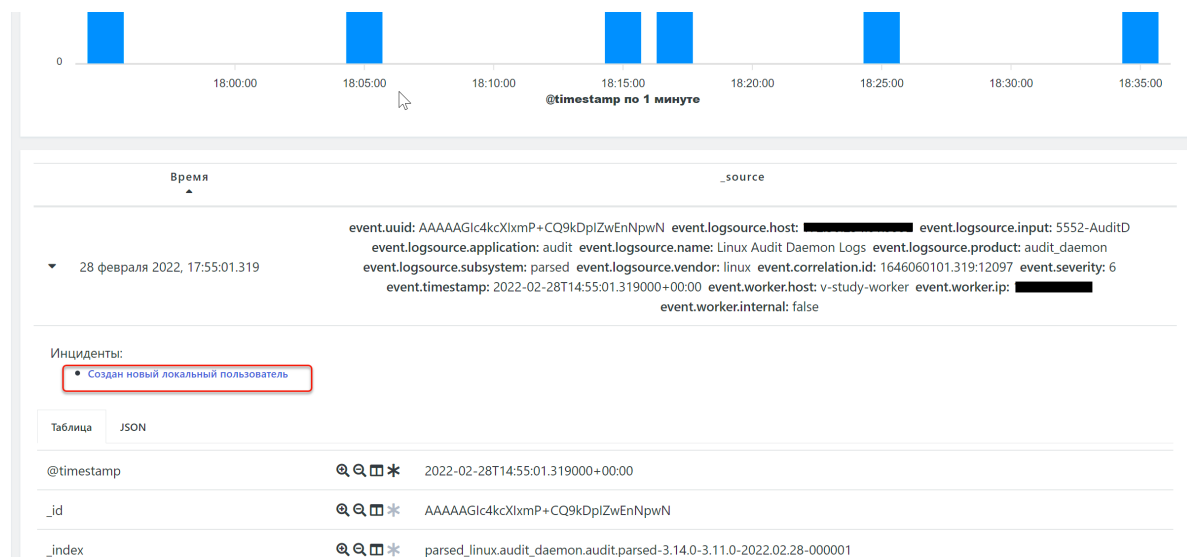 0
18:00:00 18:05:00 18:10:00 18:15:00 18:20:00 18:25:00 18:30:00 18:35:00
@timestamp по 1 минуте
Время _source
event.uuid: AAAAAGIc4kcXIxmP+CQ9kDpIZwEnNpwN event.logsource.host: event.logsource.input: 5552-AuditD
event.logsource.application: audit event.logsource.name: Linux Audit Daemon Logs event.logsource.product: audit_daemon
28 февраля 2022, 17:55:01.319 event.logsource.subsystem: parsed event.logsource.vendor: linux event.correlation.id: 1646060101.319:12097 event.severity: 6
event.timestamp: 2022-02-28T14:55:01.319000+00:00 event.worker.host: v-study-worker event.worker.ip:
event.worker.internal: false
Инциденты:
Создан новый локальный пользователь
Таблица JSON
@timestamp 2022-02-28T14:55:01.319000+00:00
_id AAAAAGIc4kcXIxmP+CQ9kDpIZwEnNpwN
_index parsed_linux.audit_daemon.audit.parsed-3.14.0-3.11.0-2022.02.28-000001